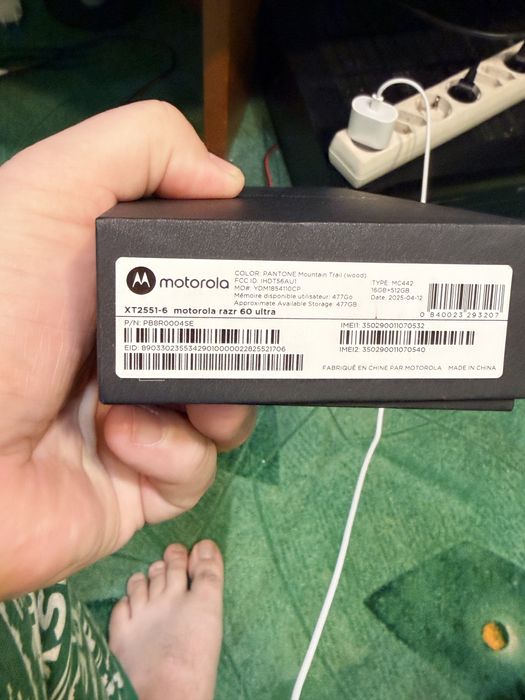 motorola
COLOR: PANTONE Mountain Trail (wood)
FCC ID: IHDT56AU1
MO#: YDM1854110CP
Mémoire disponible utilisateur: 477Go
Approximate Available Storage: 477GB
TYPE: MC442
16GB+512GB
Date: 2025-04-12
0 840023 293207
XT2551-6 motorola razr 60 ultra
P/N: PB8R0004SE
IMEI1: 350290011070532
EID: 89033023553429010000022825521706
IMEI2: 350290011070540
FABRIQUÉ EN CHINE PAR MOTOROLA MADE IN CHINA